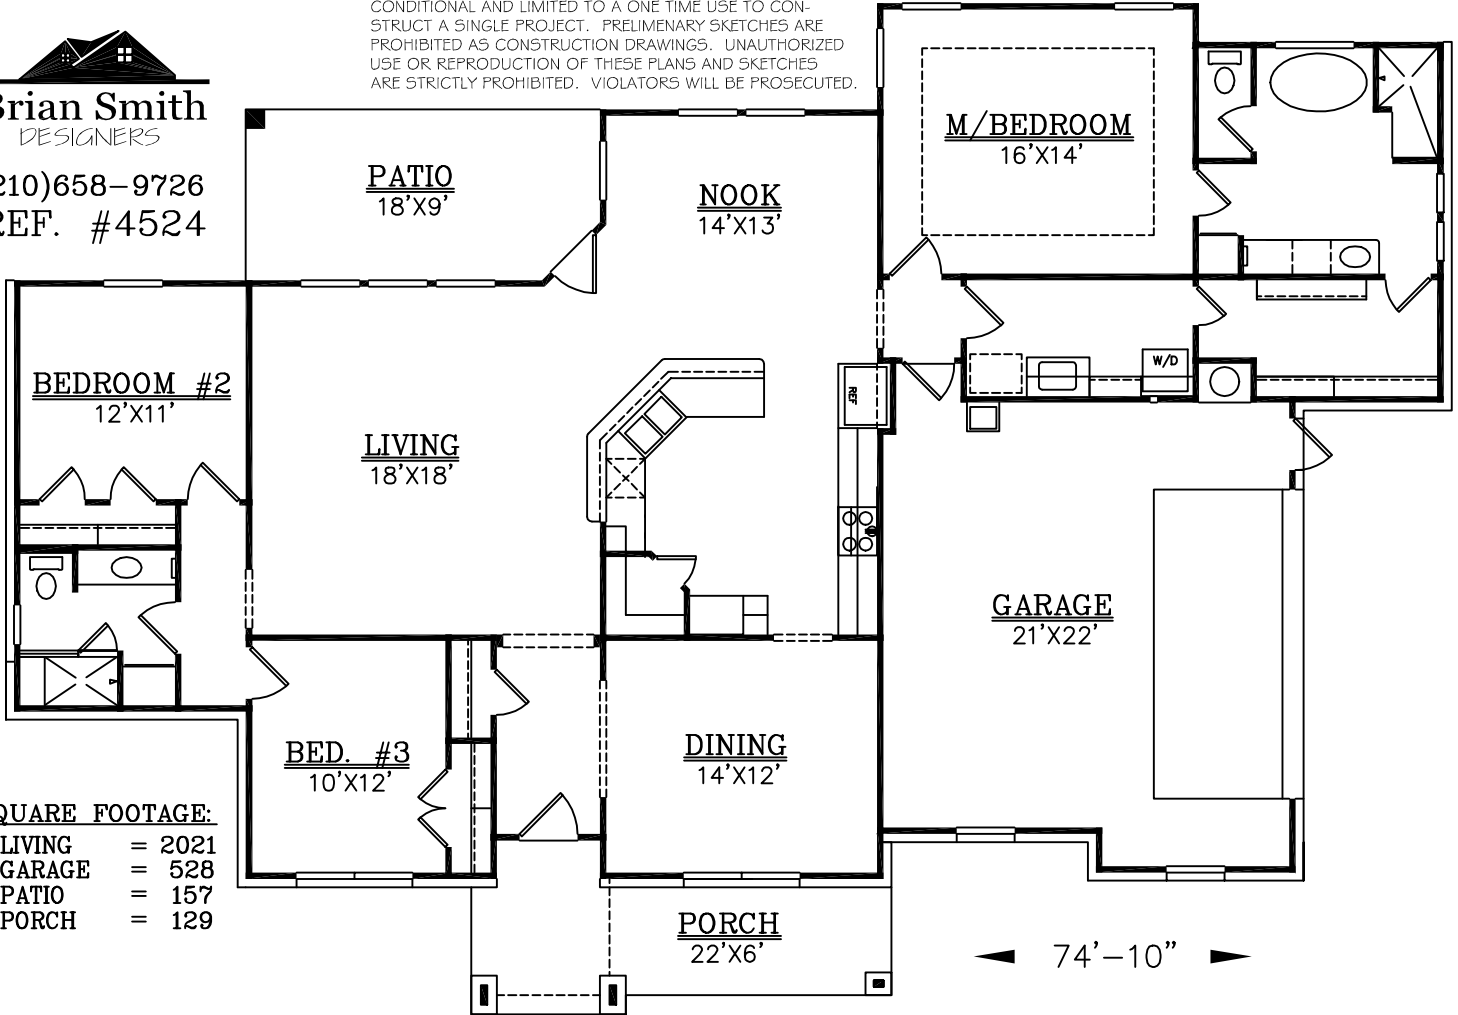 CONDITIONAL AND LIMITED TO A ONE TIME USE TO CON-
STRUCT A SINGLE PROJECT. PRELIMENARY SKETCHES ARE
PROHIBITED AS CONSTRUCTION DRAWINGS. UNAUTHORIZED
USE OR REPRODUCTION OF THESE PLANS AND SKETCHES
ARE STRICTLY PROHIBITED. VIOLATORS WILL BE PROSECUTED.
Brian Smith
DESIGNERS
210)658-9726
REF. #4524
PATIO
18'X9'
NOOK
14'X13'
M/BEDROOM
16'X14'
BEDROOM #2
12'X11'
LIVING
18'X18'
REF
W/D
GARAGE
21'X22'
BED. #3
10'X12'
DINING
14'X12'
PORCH
22'X6'
74'-10"
QUARE FOOTAGE:
LIVING = 2021
GARAGE = 528
PATIO = 157
PORCH = 129